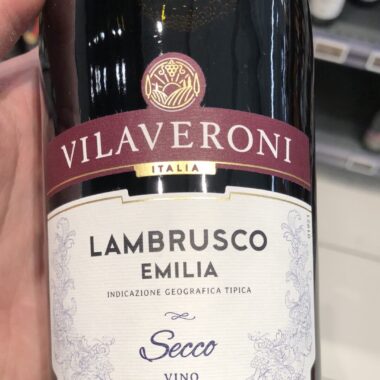 VILAVERONI
ITALIA
LAMBRUSCO
EMILIA
INDICAZIONE GEOGRAFICA TIPICA
Secco
VINO